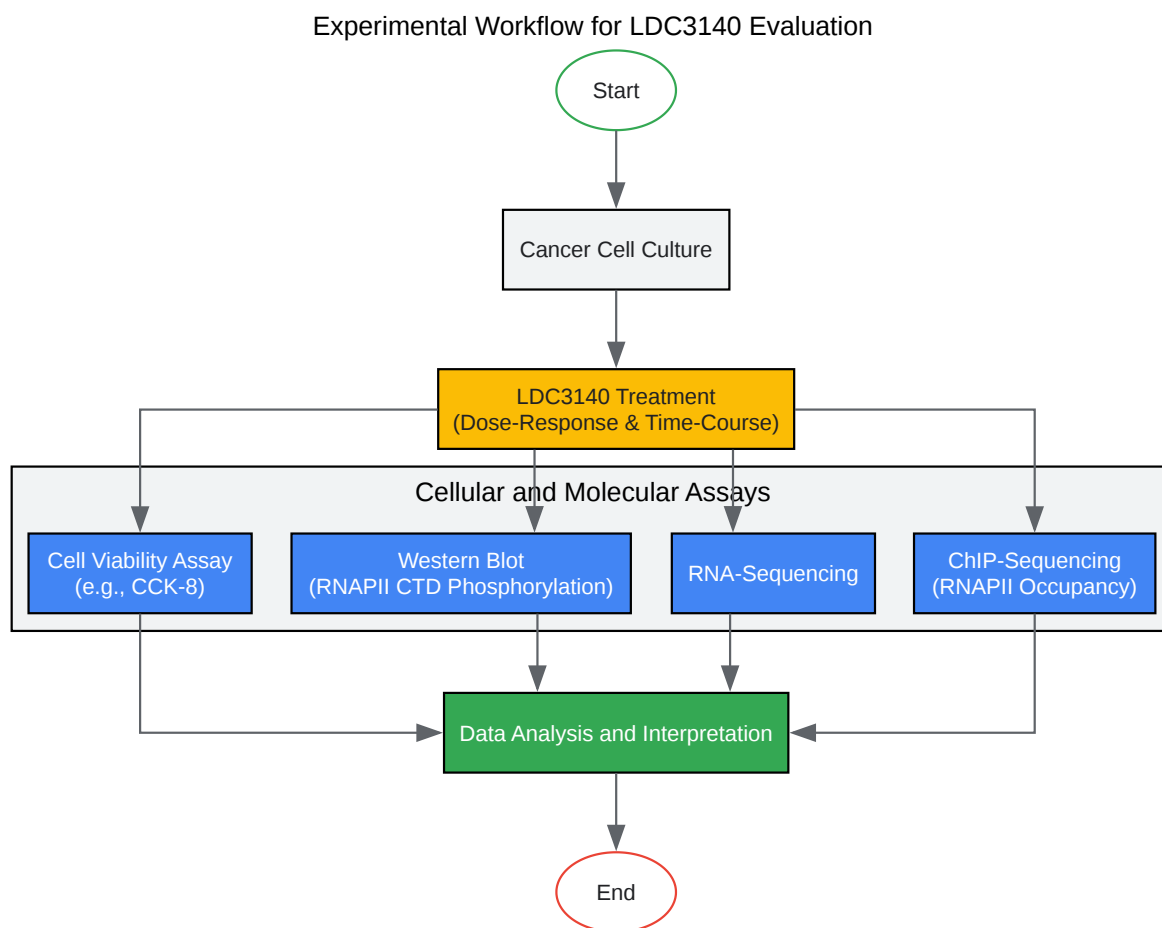 Experimental Workflow for LDC3140 Evaluation
Start
Cancer Cell Culture
LDC3140 Treatment
(Dose-Response & Time-Course)
Cellular and Molecular Assays
Cell Viability Assay
(e.g., CCK-8)
Western Blot
(RNAPII CTD Phosphorylation)
RNA-Sequencing
ChIP-Sequencing
(RNAPII Occupancy)
Data Analysis and Interpretation
End